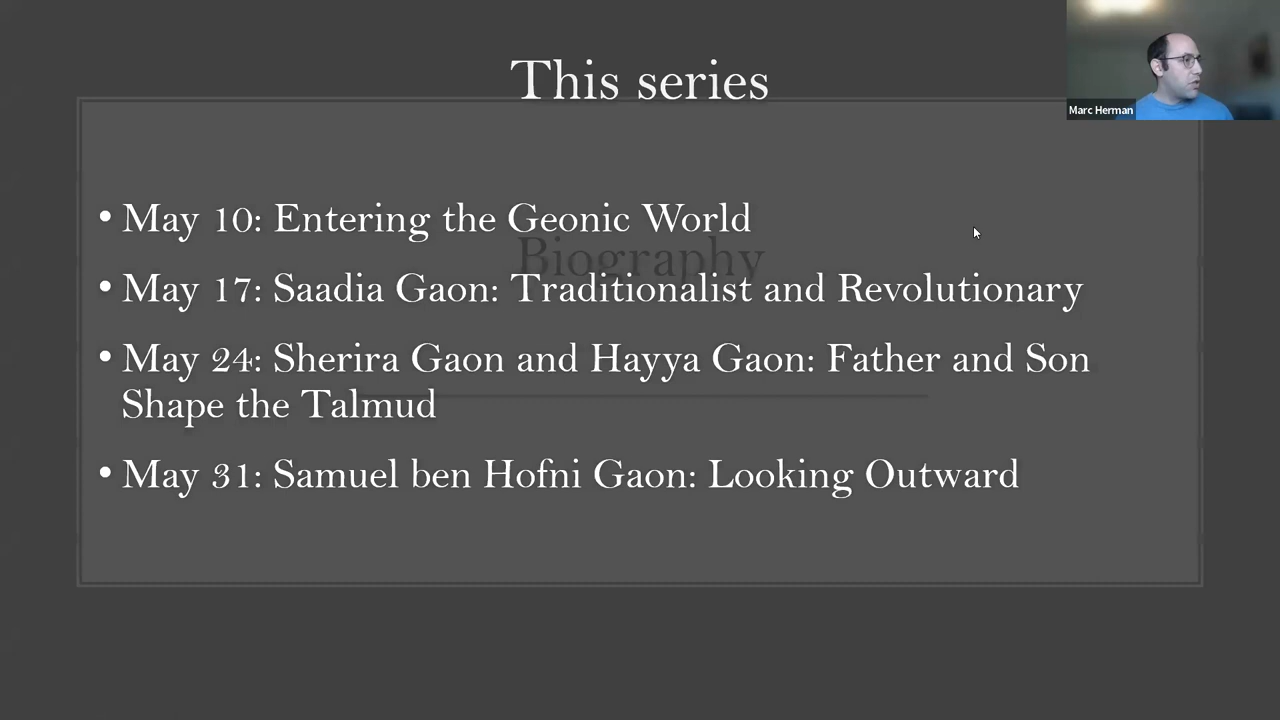 This series
Marc Herman
• May 10: Entering the Geonic World
Biography
• May 17: Saadia Gaon: Traditionalist and Revolutionary
• May 24: Sherira Gaon and Hayya Gaon: Father and Son
Shape the Talmud
• May 31: Samuel ben Hofni Gaon: Looking Outward